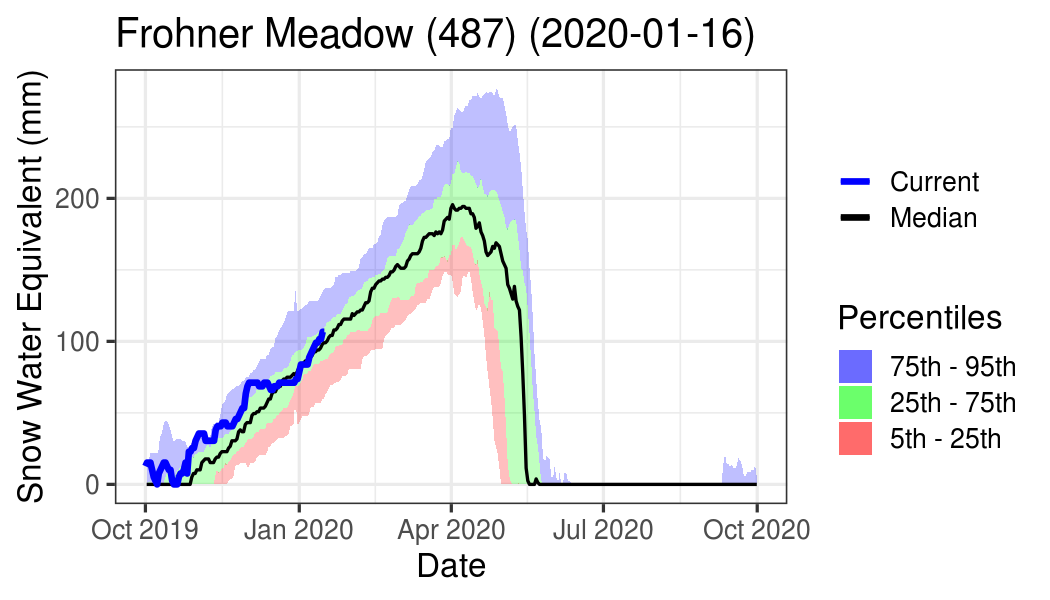 Frohner Meadow (487) (2020-01-16)
Snow Water Equivalent (mm)
200
100
0
Oct 2019 Jan 2020 Apr 2020 Jul 2020 Oct 2020
Date
Current
Median
Percentiles
75th - 95th
25th - 75th
5th - 25th